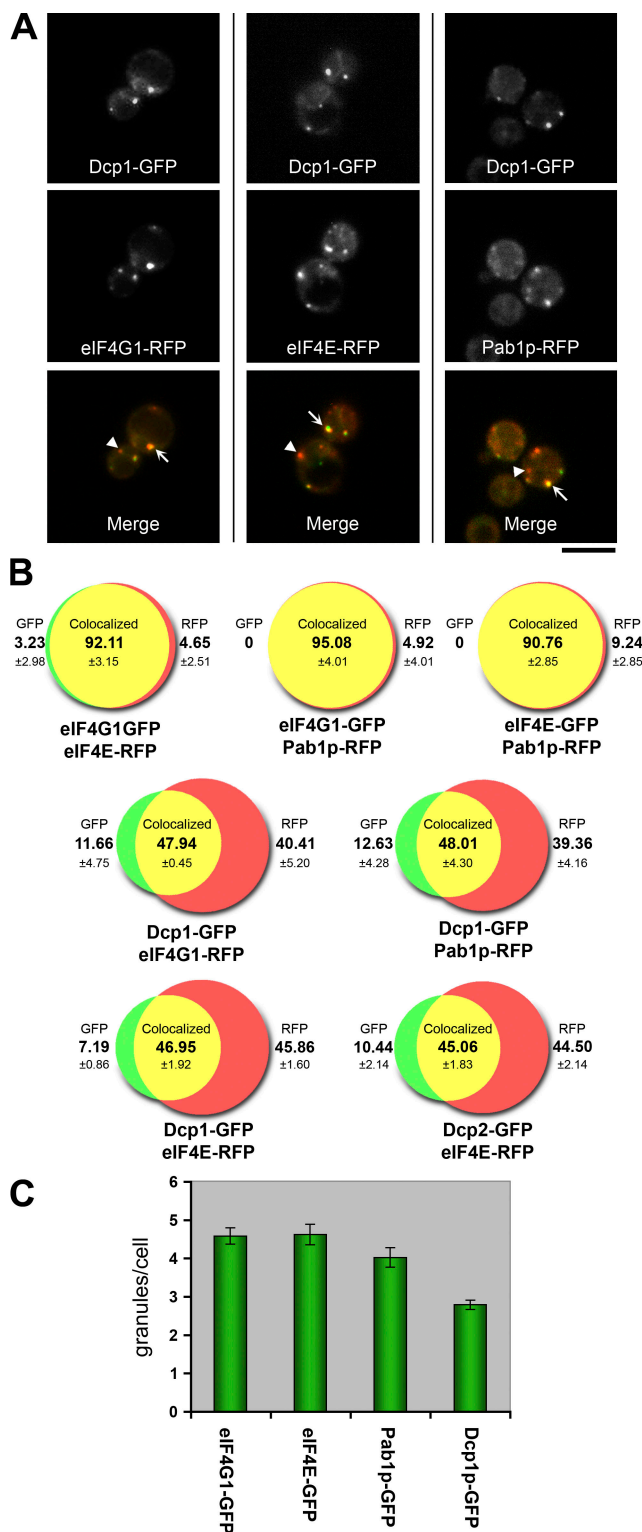 A
Dcp1-GFP Dcp1-GFP Dcp1-GFP
eIF4G1-RFP eIF4E-RFP Pab1p-RFP
Merge Merge Merge
B
GFP Colocalized RFP GFP Colocalized RFP GFP Colocalized RFP
3.23 92.11 4.65 0 95.08 4.92 0 90.76 9.24
±2.98 ±3.15 ±2.51 ±4.01 ±4.01 ±2.85 ±2.85
eIF4G1GFP eIF4G1-GFP eIF4E-GFP
eIF4E-RFP Pab1p-RFP Pab1p-RFP
GFP Colocalized RFP GFP Colocalized RFP
11.66 47.94 40.41 12.63 48.01 39.36
±4.75 ±0.45 ±5.20 ±4.28 ±4.30 ±4.16
Dcp1-GFP Dcp1-GFP
eIF4G1-RFP Pab1p-RFP
GFP Colocalized RFP GFP Colocalized RFP
7.19 46.95 45.86 10.44 45.06 44.50
±0.86 ±1.92 ±1.60 ±2.14 ±1.83 ±2.14
Dcp1-GFP Dcp2-GFP
eIF4E-RFP eIF4E-RFP
C
granules/cell
6
5
4
3
2
1
0
eIF4G1-GFP
eIF4E-GFP
Pab1p-GFP
Dcp1p-GFP